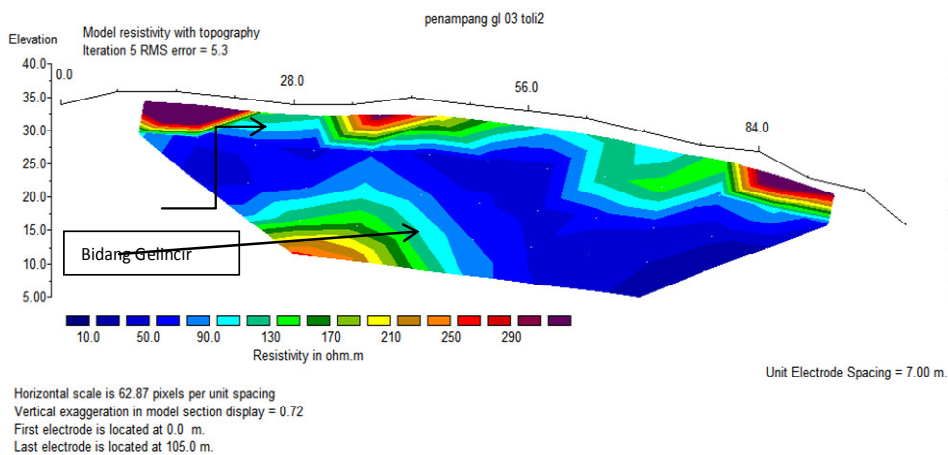 penampang gl 03 toli2
Model resistivity with topography
Elevation
Iteration 5 RMS error = 5.3
40.0
0.0
35.0
28.0
56.0
30.0
84.0
25.0
20.0
15.0
Bidang Gelincir
10.0
5.00
10.0 50.0 90.0 130 170 210 250 290
Resistivity in ohm.m
Unit Electrode Spacing = 7.00 m.
Horizontal scale is 62.87 pixels per unit spacing
Vertical exaggeration in model section display = 0.72
First electrode is located at 0.0 m.
Last electrode is located at 105.0 m.